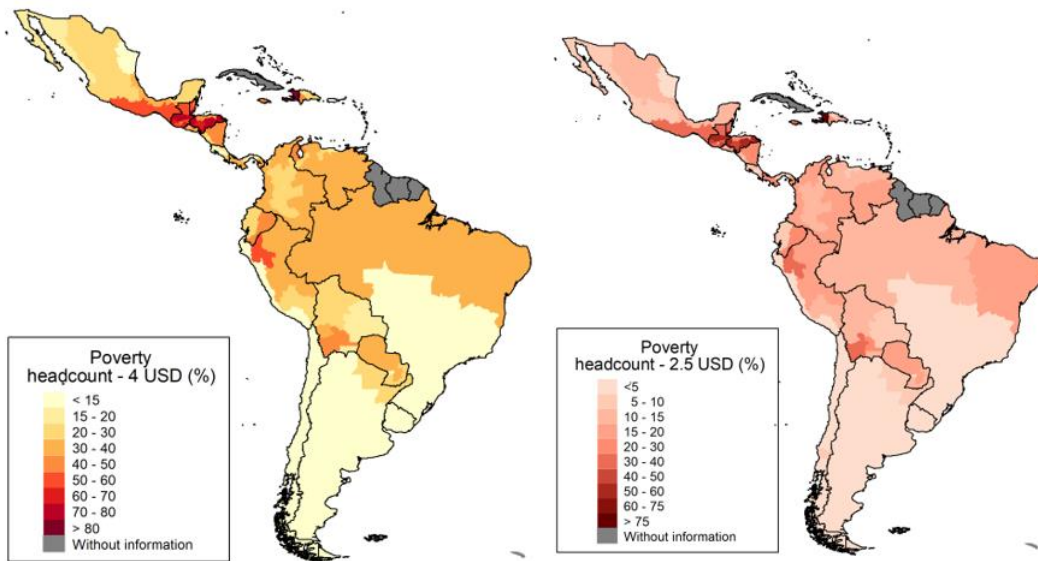 Poverty
headcount - 4 USD (%)
< 15
15 - 20
20 - 30
30 - 40
40 - 50
50 - 60
60 - 70
70 - 80
> 80
Without information
Poverty
headcount - 2.5 USD (%)
<5
5 - 10
10 - 15
15 - 20
20 - 30
30 - 40
40 - 50
50 - 60
60 - 75
> 75
Without information